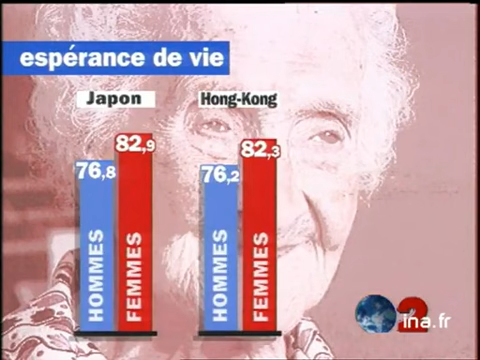 espérance de vie
Japon
Hong-Kong
76,8
82,9
76,2
82,3
HOMMES
FEMMES
HOMMES
FEMMES
2
ina.fr